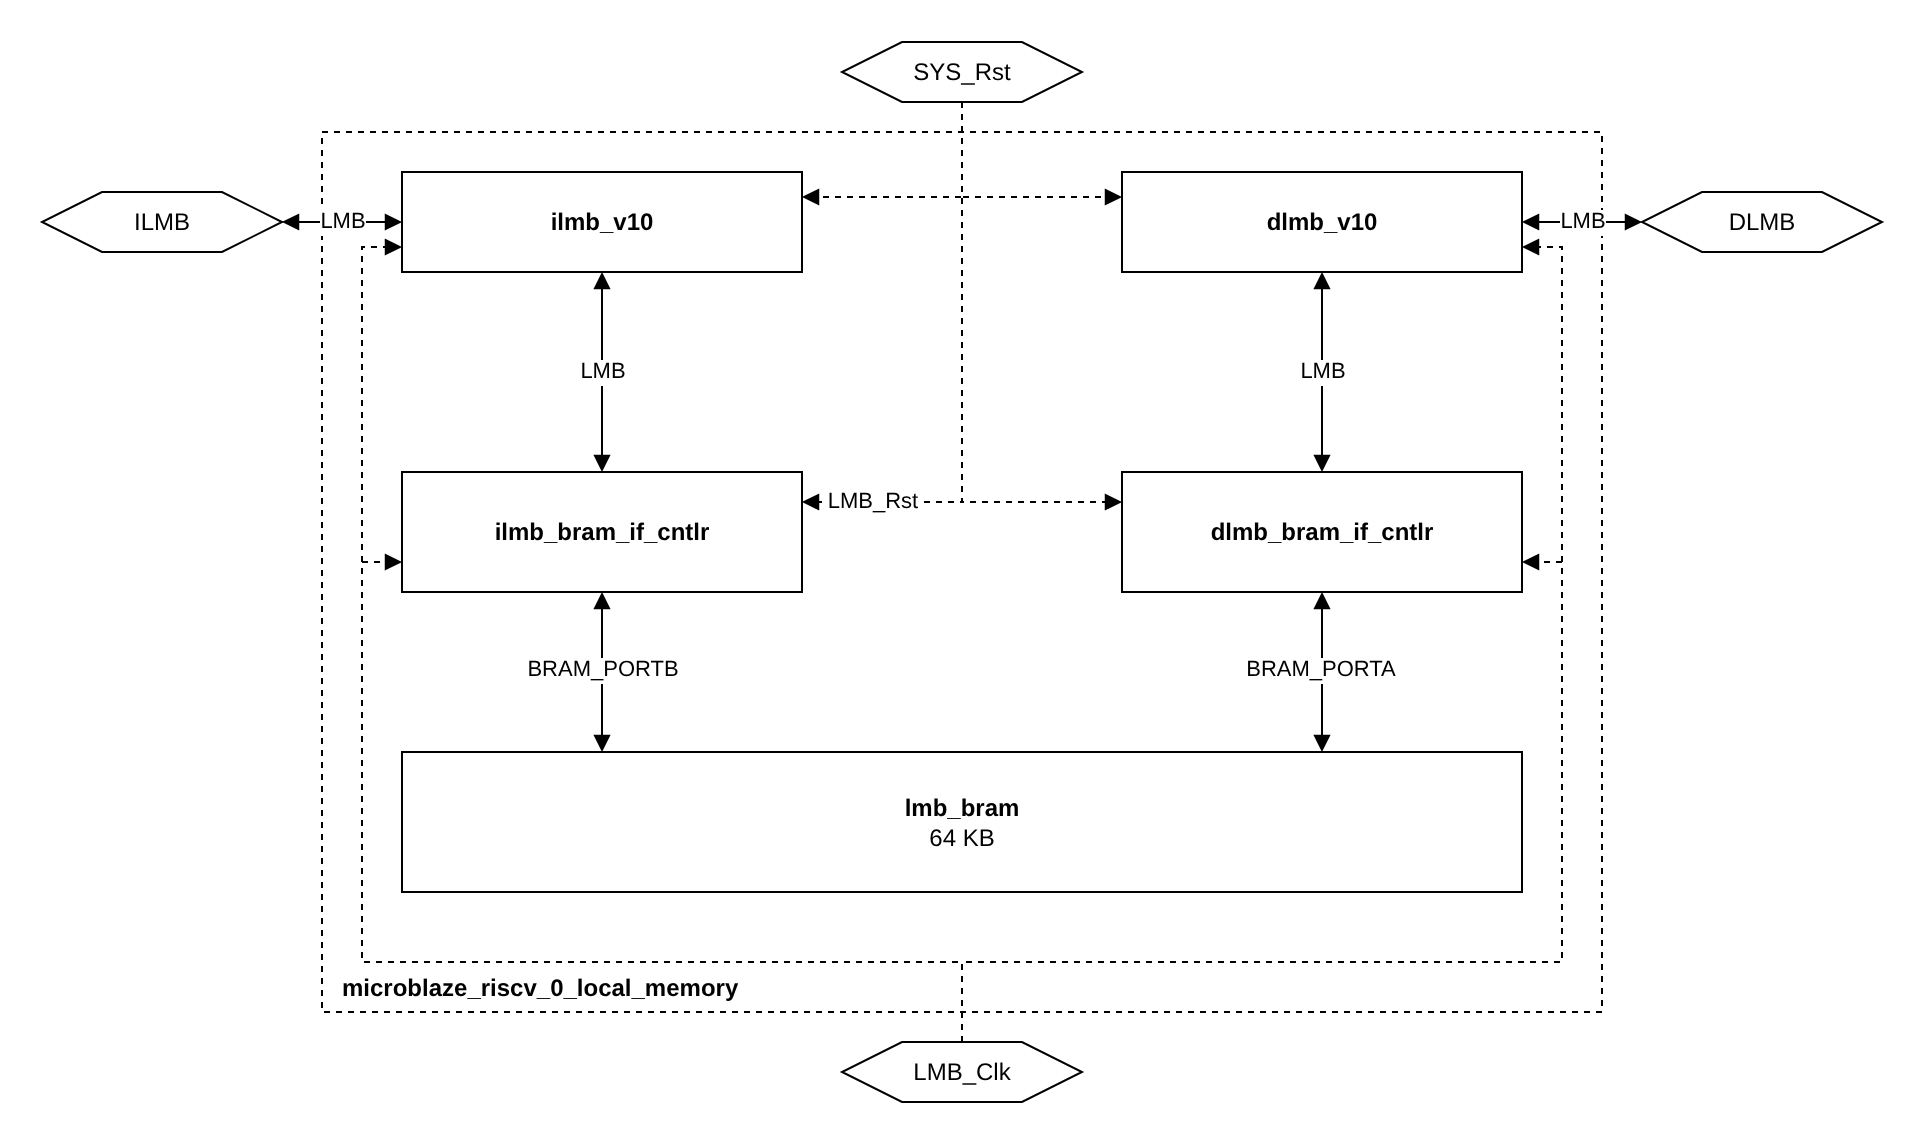 SYS_Rst
ILMB
LMB
ilmb_v10
dlmb_v10
LMB
DLMB
LMB
LMB
ilmb_bram_if_cntlr
LMB_Rst
dlmb_bram_if_cntlr
BRAM_PORTB
BRAM_PORTA
lmb_bram
64 KB
microblaze_riscv_0_local_memory
LMB_Clk